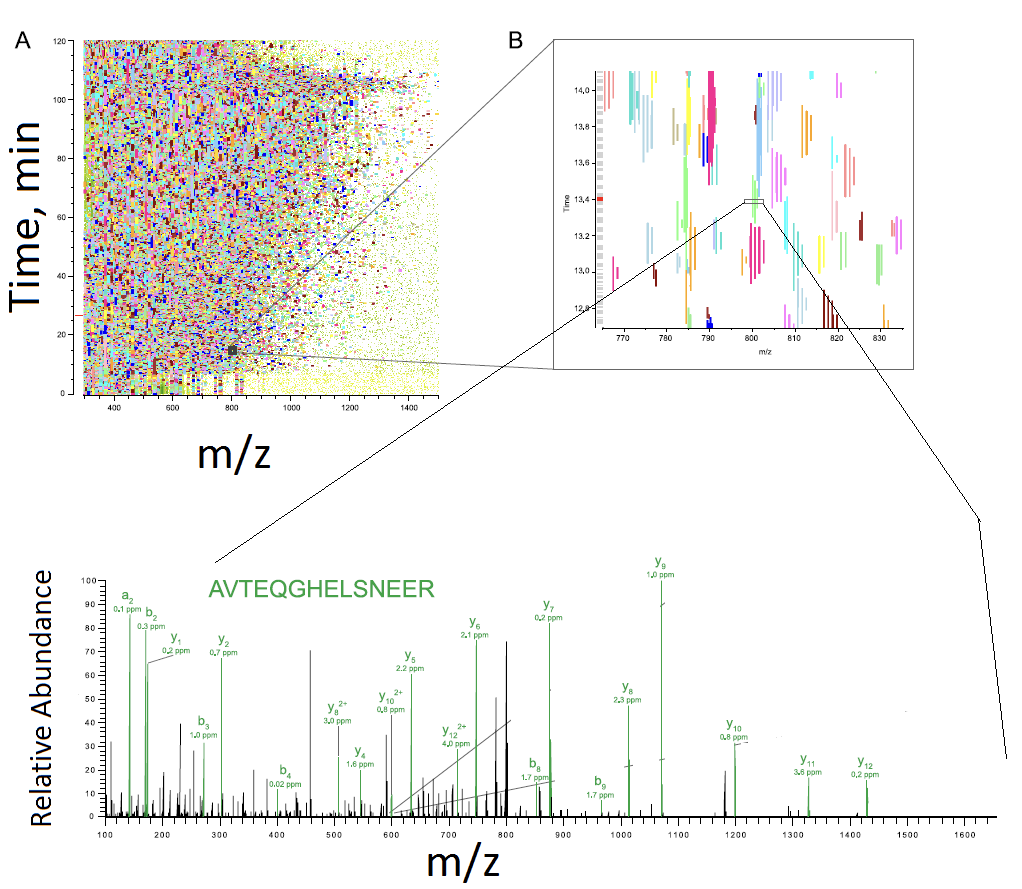 A
B
120
100
80
60
40
20
0
Time, min
400
600
800
1000
1200
1400
m/z
14,0
13,8
13,6
13,4
13,2
13,0
12,8
Time
770
780
790
800
810
820
830
m/z
AVTEQGHELSNEER
Relative Abundance
100
90
80
70
60
50
40
30
20
10
0
a2
0.1 ppm
b2
0.3 ppm
y1
0.2 ppm
y2
0.7 ppm
b3
1.0 ppm
b4
0.02 ppm
y8 2+
3.0 ppm
y4
1.6 ppm
y10 2+
0.8 ppm
y5
2.2 ppm
y12 2+
4.0 ppm
y6
2.1 ppm
b8
1.7 ppm
y7
0.2 ppm
b9
1.7 ppm
y8
2.3 ppm
y9
1.0 ppm
y10
0.8 ppm
y11
3.6 ppm
y12
0.2 ppm
100
200
300
400
500
600
700
800
900
1000
1100
1200
1300
1400
1500
1600
m/z